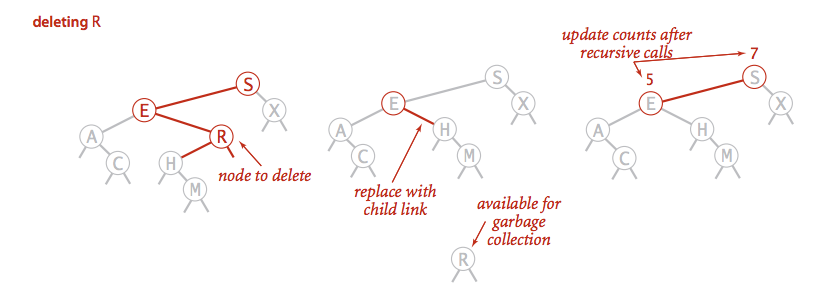 deleting R
S
E
X
A
R
C
H
M
node to delete
S
E
X
A
H
C
M
replace with
child link
available for
garbage
collection
R
update counts after
recursive calls
7
5
S
E
X
A
H
C
M